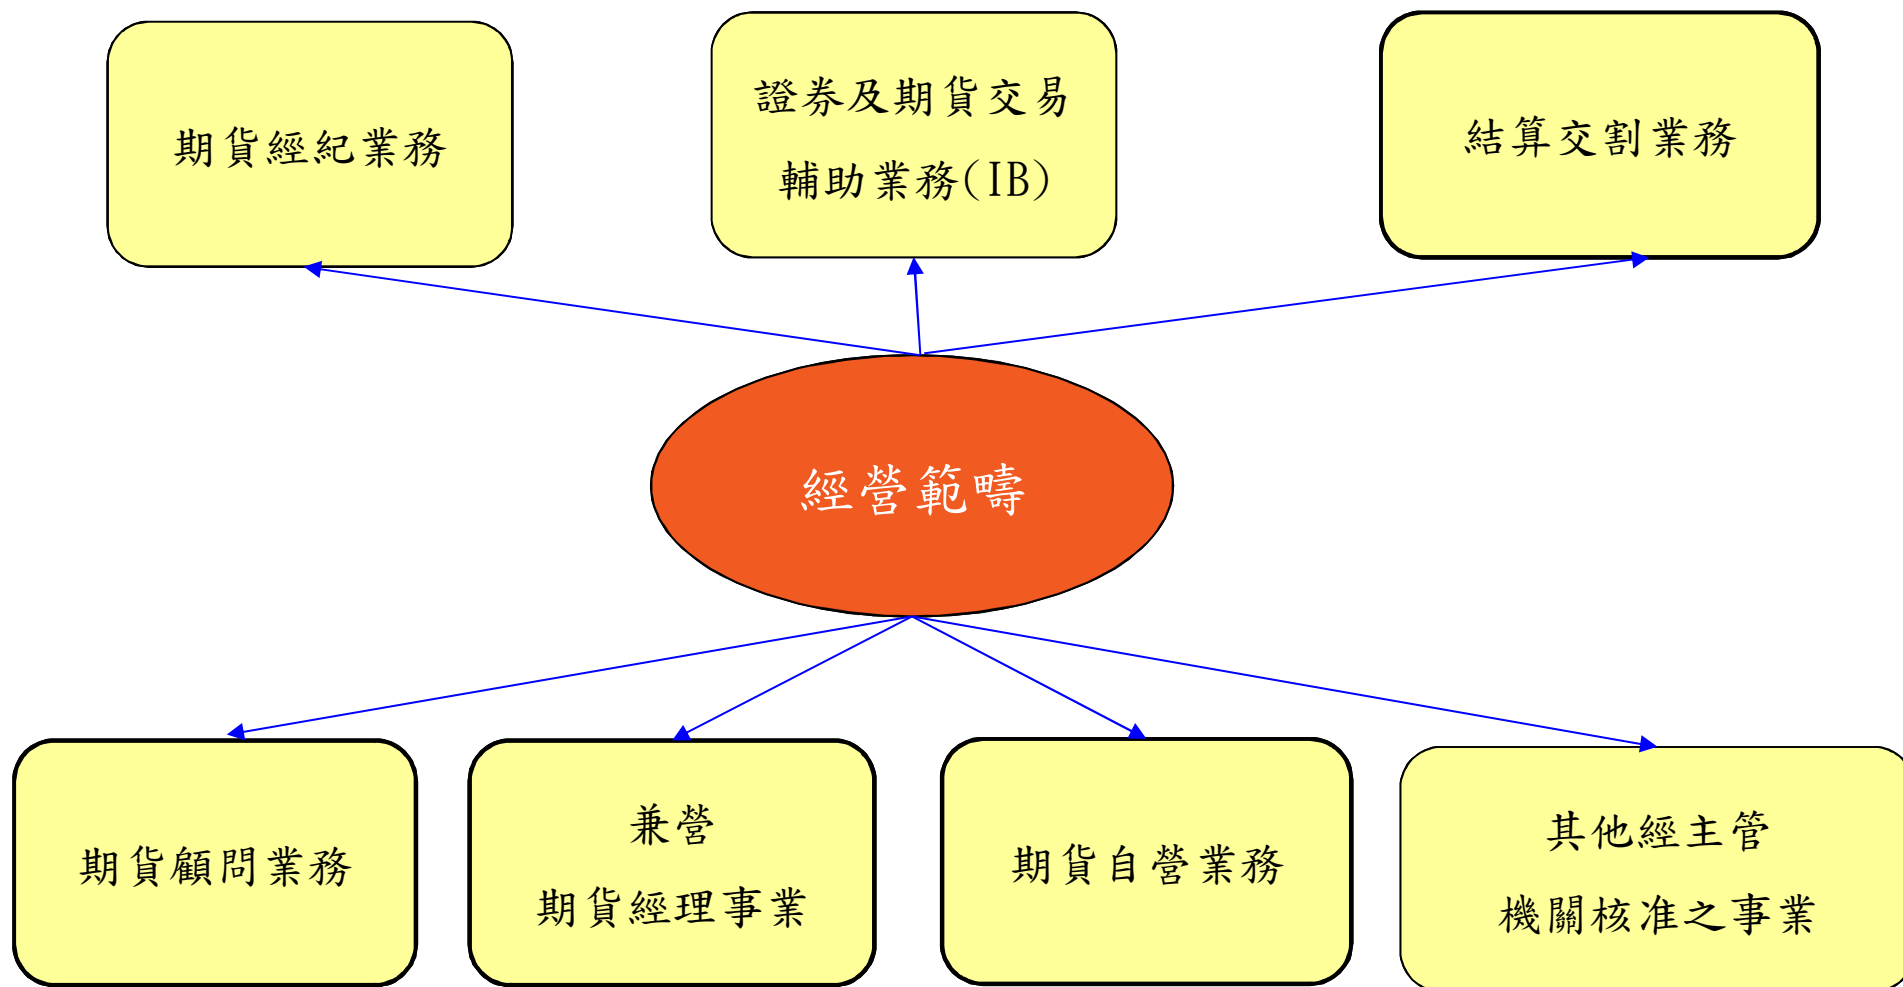 期貨經紀業務
證券及期貨交易
輔助業務(IB)
結算交割業務
經營範疇
期貨顧問業務
兼營
期貨經理事業
期貨自營業務
其他經主管
機關核准之事業